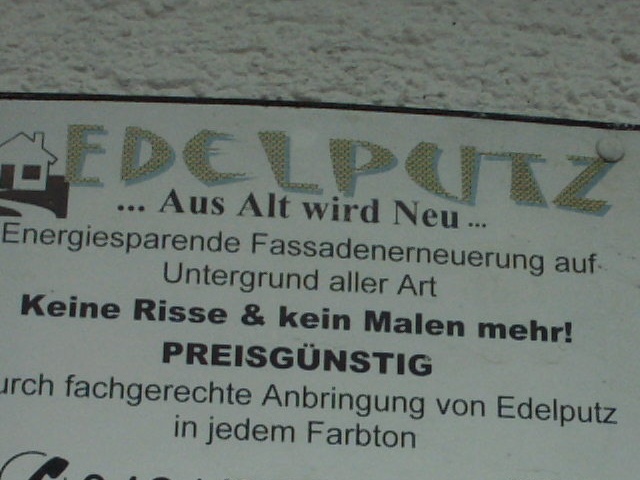 EDELPUTZ
... Aus Alt wird Neu ...
Energiesparende Fassadenerneuerung auf
Untergrund aller Art
Keine Risse & kein Malen mehr!
PREISGÜNSTIG
urch fachgerechte Anbringung von Edelputz
in jedem Farbton